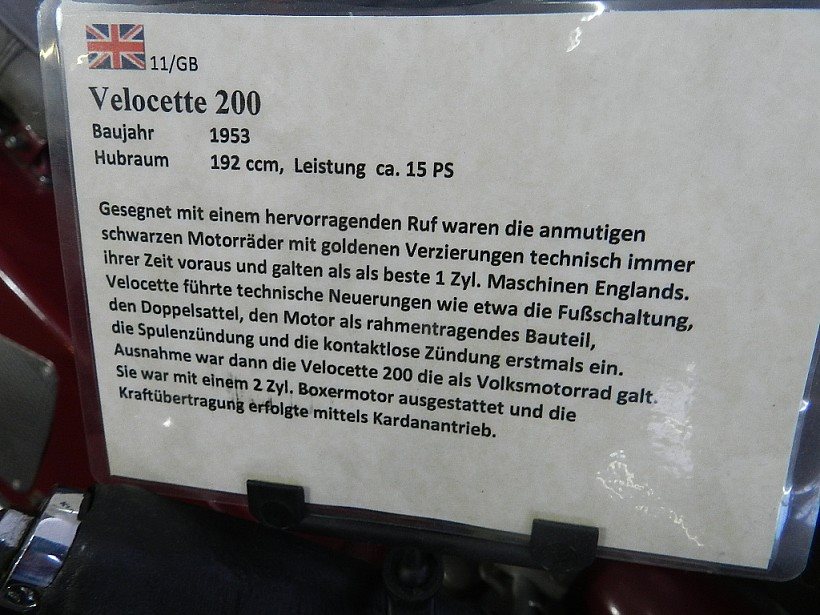 11/GB
Velocette 200
Baujahr 1953
Hubraum 192 ccm, Leistung ca. 15 PS
Gesegnet mit einem hervorragenden Ruf waren die anmutigen
schwarzen Motorräder mit goldenen Verzierungen technisch immer
ihrer Zeit voraus und galten als als beste 1 Zyl. Maschinen Englands.
Velocette führte technische Neuerungen wie etwa die Fußschaltung,
den Doppelsattel, den Motor als rahmentragendes Bauteil,
die Spulenzündung und die kontaktlose Zündung erstmals ein.
Ausnahme war dann die Velocette 200 die als Volksmotorrad galt.
Sie war mit einem 2 Zyl. Boxermotor ausgestattet und die
Kraftübertragung erfolgte mittels Kardanantrieb.